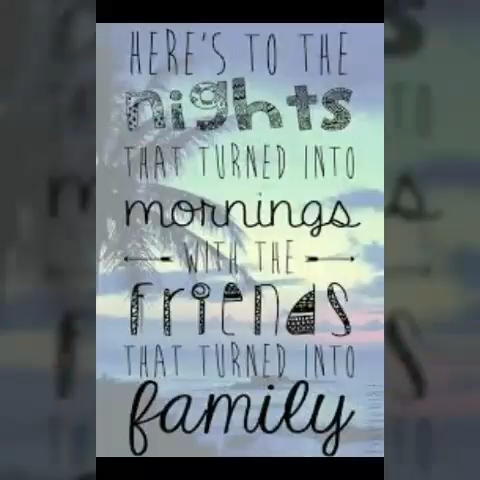 HERE'S TO THE
nights
THAT TURNED INTO
mornings
WITH THE
friends
THAT TURNED INTO
family